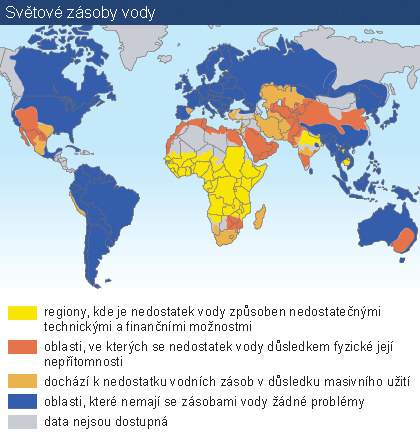 Světové zásoby vody
regiony, kde je nedostatek vody způsoben nedostatečnými
technickými a finančními možnostmi
oblasti, ve kterých se nedostatek vody důsledkem fyzické její
nepřítomnosti
dochází k nedostatku vodních zásob v důsledku masivního užití
oblasti, které nemají se zásobami vody žádné problémy
data nejsou dostupná